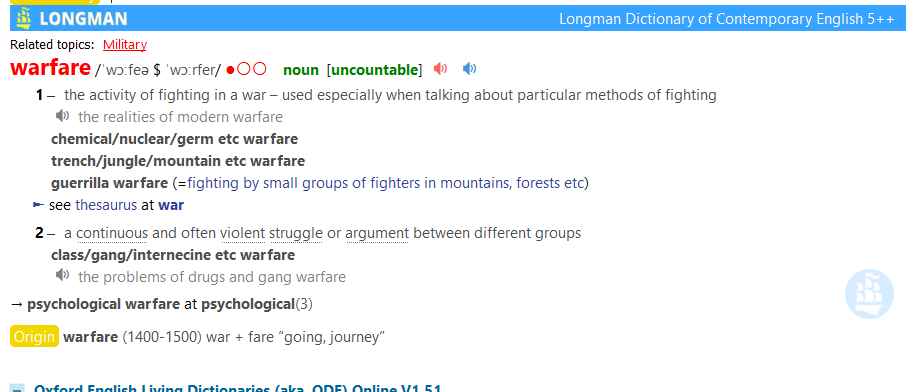 LONGMAN Longman Dictionary of Contemporary English 5++
Related topics: Military
warfare /ˈwɔːfeə $ ˈwɔːrfer/ ●○○ noun [uncountable]
1 – the activity of fighting in a war – used especially when talking about particular methods of fighting
the realities of modern warfare
chemical/nuclear/germ etc warfare
trench/jungle/mountain etc warfare
guerrilla warfare (=fighting by small groups of fighters in mountains, forests etc)
► see thesaurus at war
2 – a continuous and often violent struggle or argument between different groups
class/gang/internecine etc warfare
the problems of drugs and gang warfare
→ psychological warfare at psychological(3)
Origin warfare (1400-1500) war + fare “going, journey”
Oxford English Living Dictionaries (aka. ODE) Online V1.51